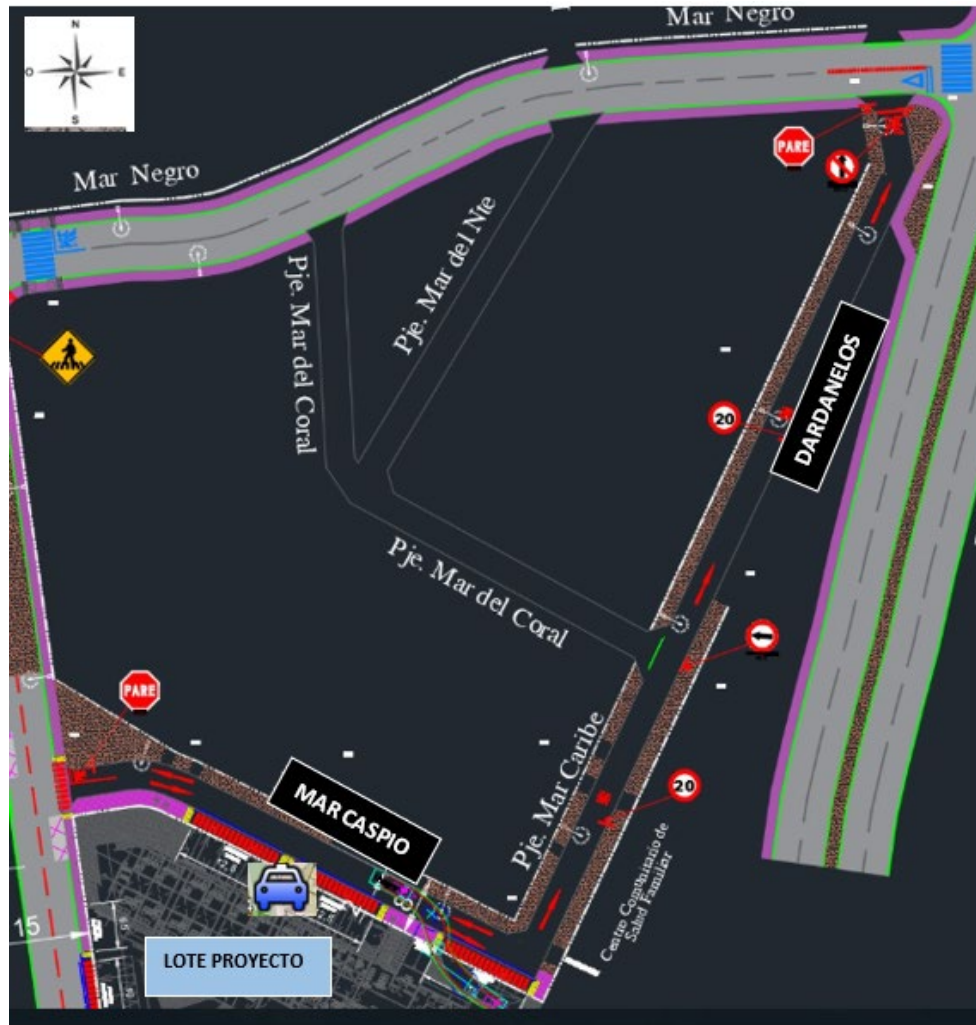 N
O
E
S
Mar Negro
PARE
Mar Negro
Pje. Mar del Nte
Pje. Mar del Coral
DARDANELOS
20
Pje. Mar del Coral
PARE
Pje. Mar Caribe
20
MAR CASPIO
Centro Comunitario de
Salud Familiar
15
LOTE PROYECTO